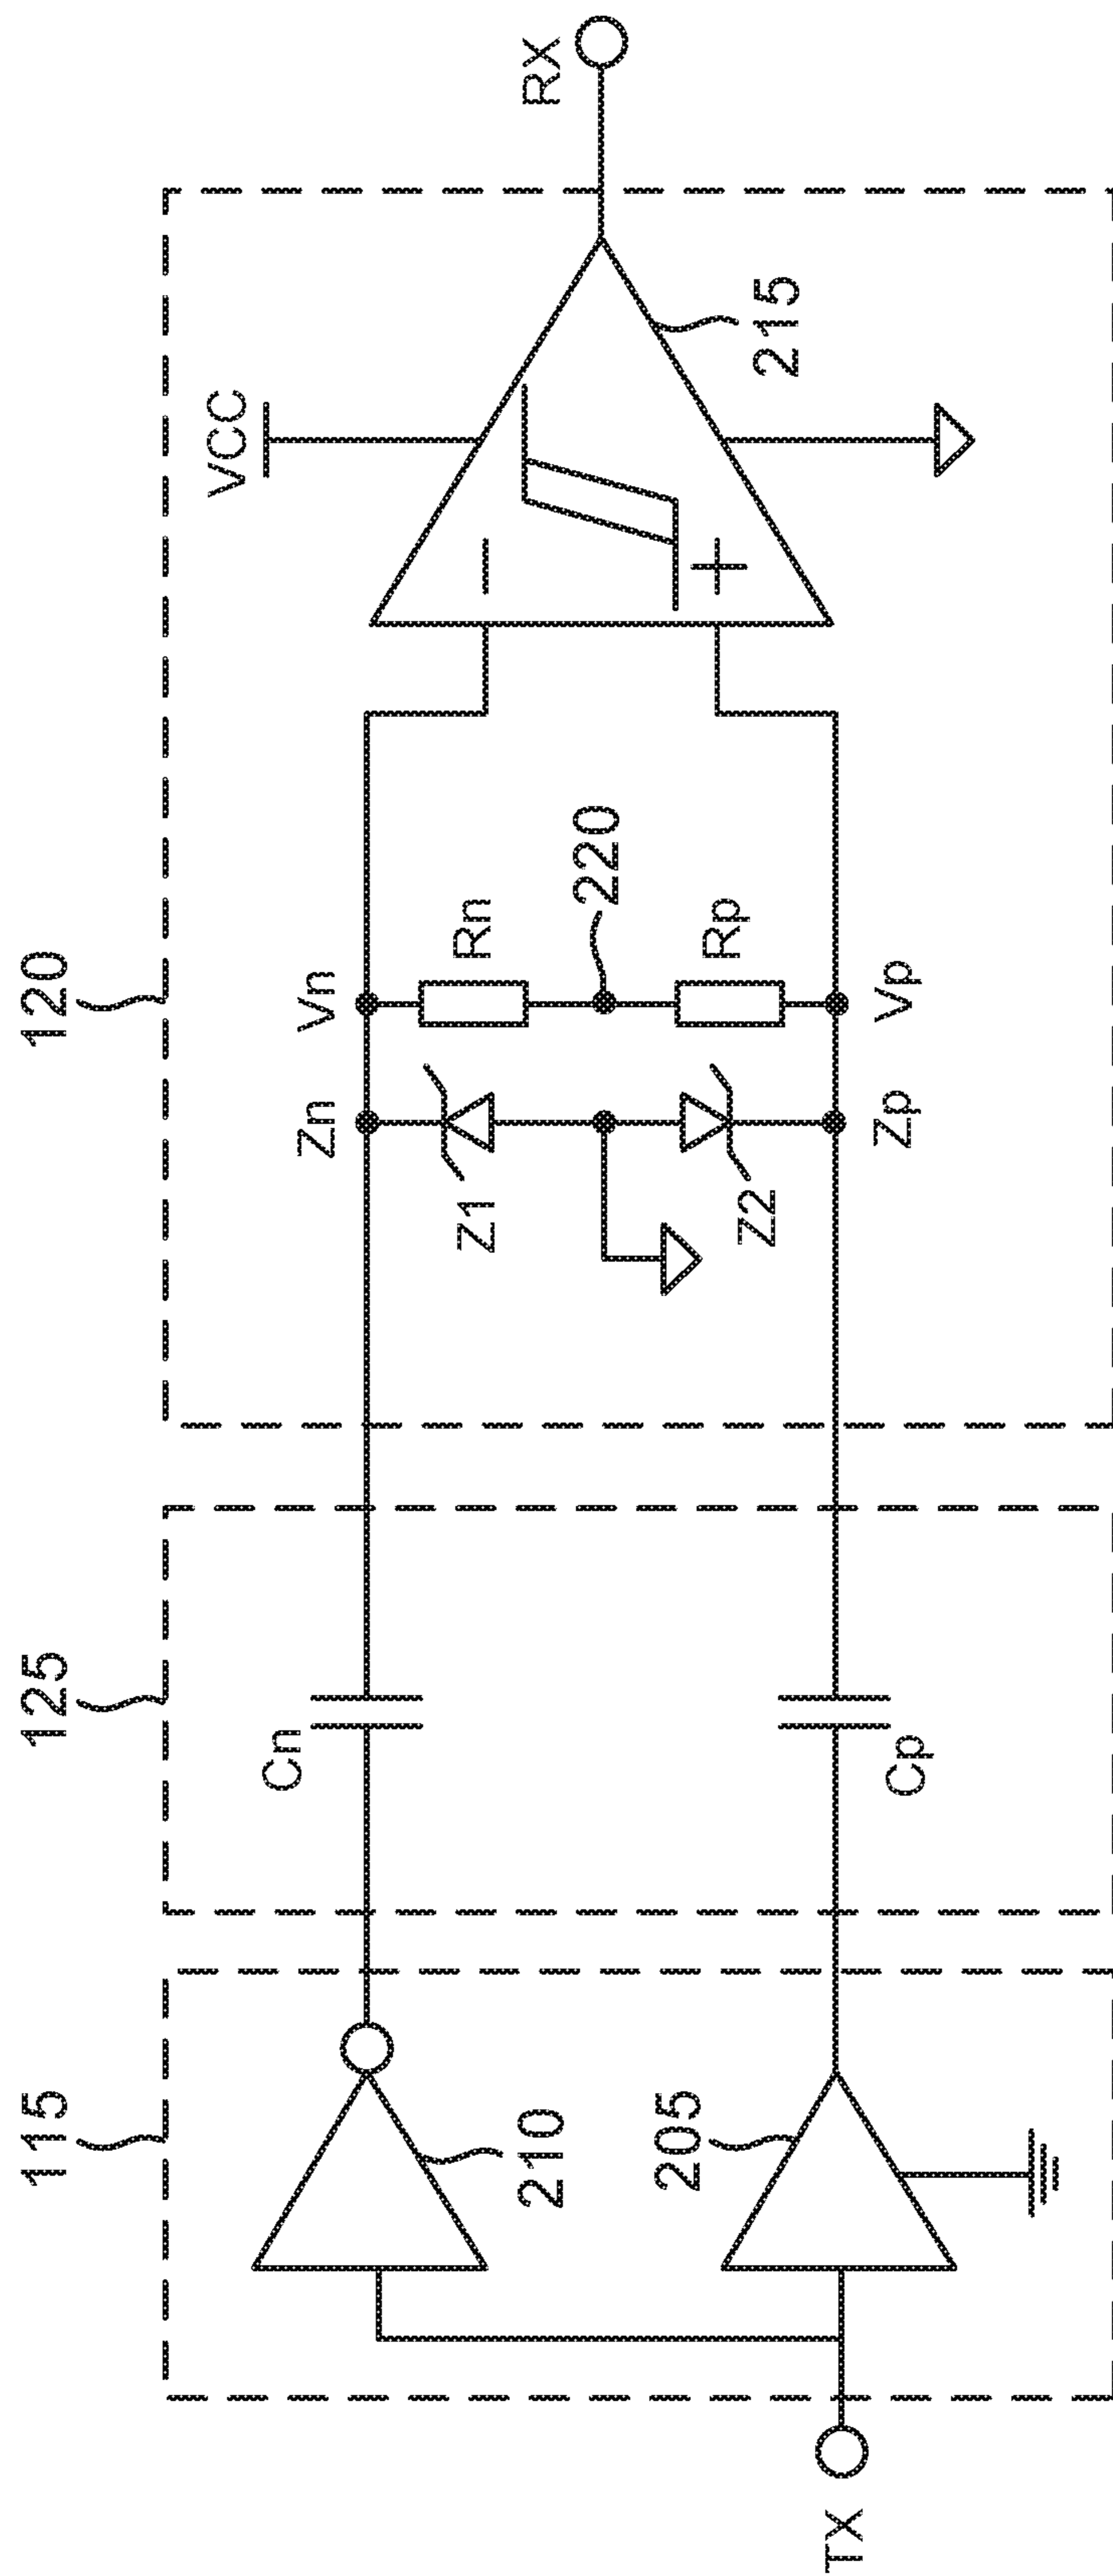 115
125
120
TX
210
205
Cn
Cp
Zn
Vn
Z1
Rn
Z2
220
Rp
Zp
Vp
VCC
−
+
215
RX